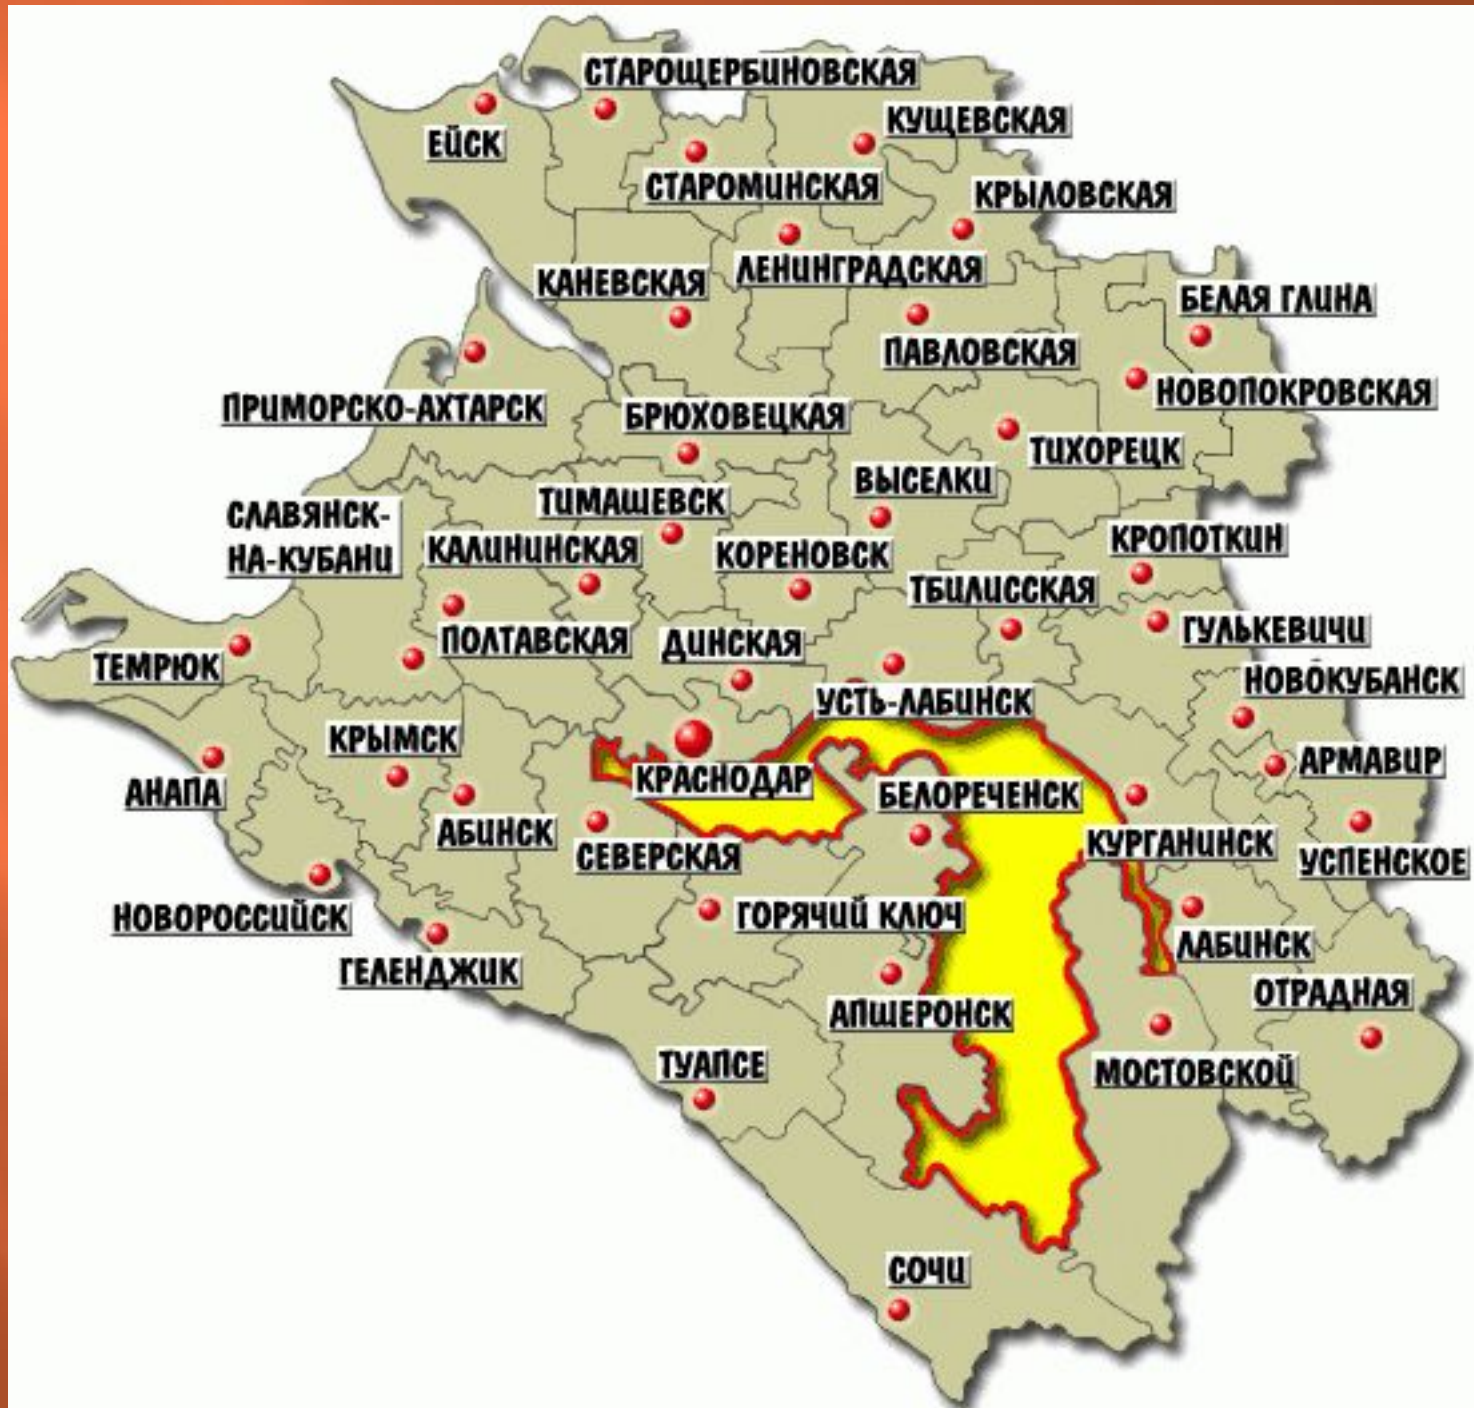 СТАРОЩЕРБИНОВСКАЯ
КУЩЕВСКАЯ
ЕЙСК
СТАРОМИНСКАЯ
КРЫЛОВСКАЯ
ЛЕНИНГРАДСКАЯ
КАНЕВСКАЯ
БЕЛАЯ ГЛИНА
ПАВЛОВСКАЯ
НОВОПОКРОВСКАЯ
ПРИМОРСКО-АХТАРСК
БРЮХОВЕЦКАЯ
ТИХОРЕЦК
ВЫСЕЛКИ
ТИМАШЕВСК
СЛАВЯНСК-
НА-КУБАНИ
КАЛИНИНСКАЯ
КОРЕНОВСК
КРОПОТКИН
ТБИЛИССКАЯ
ПОЛТАВСКАЯ
ДИНСКАЯ
ГУЛЬКЕВИЧИ
ТЕМРЮК
НОВОКУБАНСК
УСТЬ-ЛАБИНСК
КРЫМСК
АРМАВИР
КРАСНОДАР
АНАПА
БЕЛОРЕЧЕНСК
АБИНСК
КУРГАНИНСК
СЕВЕРСКАЯ
УСПЕНСКОЕ
НОВОРОССИЙСК
ГОРЯЧИЙ КЛЮЧ
ЛАБИНСК
ГЕЛЕНДЖИК
ОТРАДНАЯ
АПШЕРОНСК
ТУАПСЕ
МОСТОВСКОЙ
СОЧИ